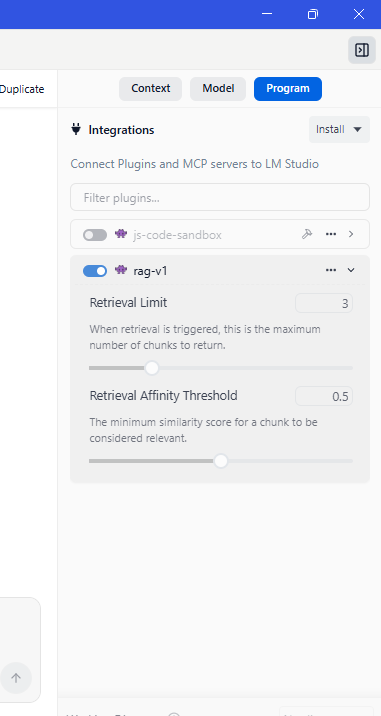 Duplicate
Context
Model
Program
Integrations
Install
Connect Plugins and MCP servers to LM Studio
Filter plugins...
js-code-sandbox
rag-v1
Retrieval Limit
3
When retrieval is triggered, this is the maximum
number of chunks to return.
Retrieval Affinity Threshold
0.5
The minimum similarity score for a chunk to be
considered relevant.